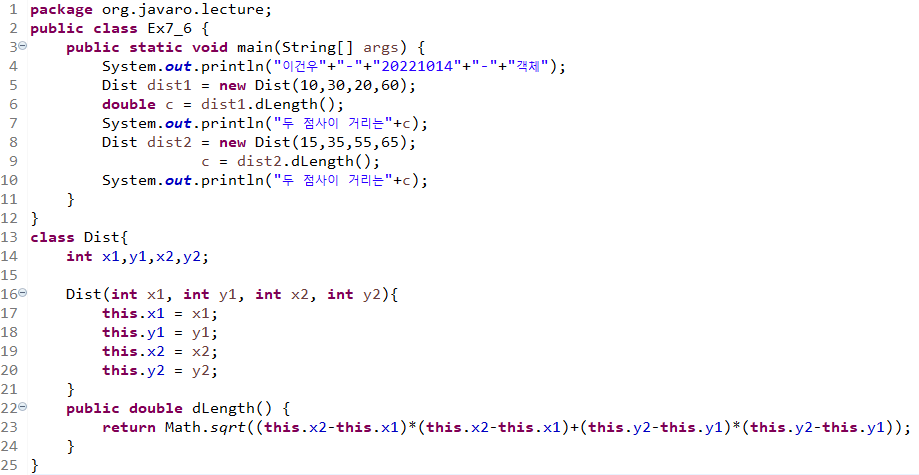 1 package org.javaro.lecture;
2 public class Ex7_6 {
3 public static void main(String[] args) {
4 System.out.println("이건우"+"-"+"20221014"+"-"+"객체");
5 Dist dist1 = new Dist(10,30,20,60);
6 double c = dist1.dLength();
7 System.out.println("두 점사이 거리는"+c);
8 Dist dist2 = new Dist(15,35,55,65);
9 c = dist2.dLength();
10 System.out.println("두 점사이 거리는"+c);
11 }
12 }
13 class Dist{
14 int x1,y1,x2,y2;
15
16 Dist(int x1, int y1, int x2, int y2){
17 this.x1 = x1;
18 this.y1 = y1;
19 this.x2 = x2;
20 this.y2 = y2;
21 }
22 public double dLength() {
23 return Math.sqrt((this.x2-this.x1)*(this.x2-this.x1)+(this.y2-this.y1)*(this.y2-this.y1));
24 }
25 }